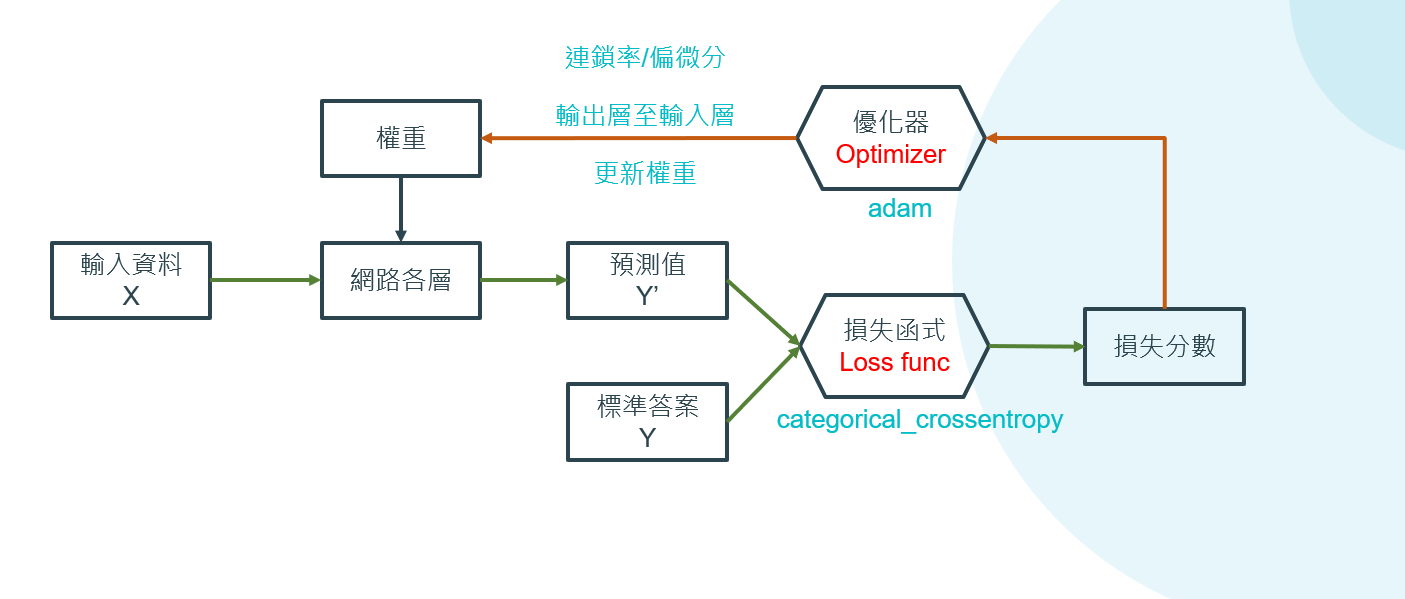 連鎖率/偏微分
輸出層至輸入層
更新權重
權重
優化器
Optimizer
adam
輸入資料
X
網路各層
預測值
Y’
標準答案
Y
損失函式
Loss func
categorical_crossentropy
損失分數